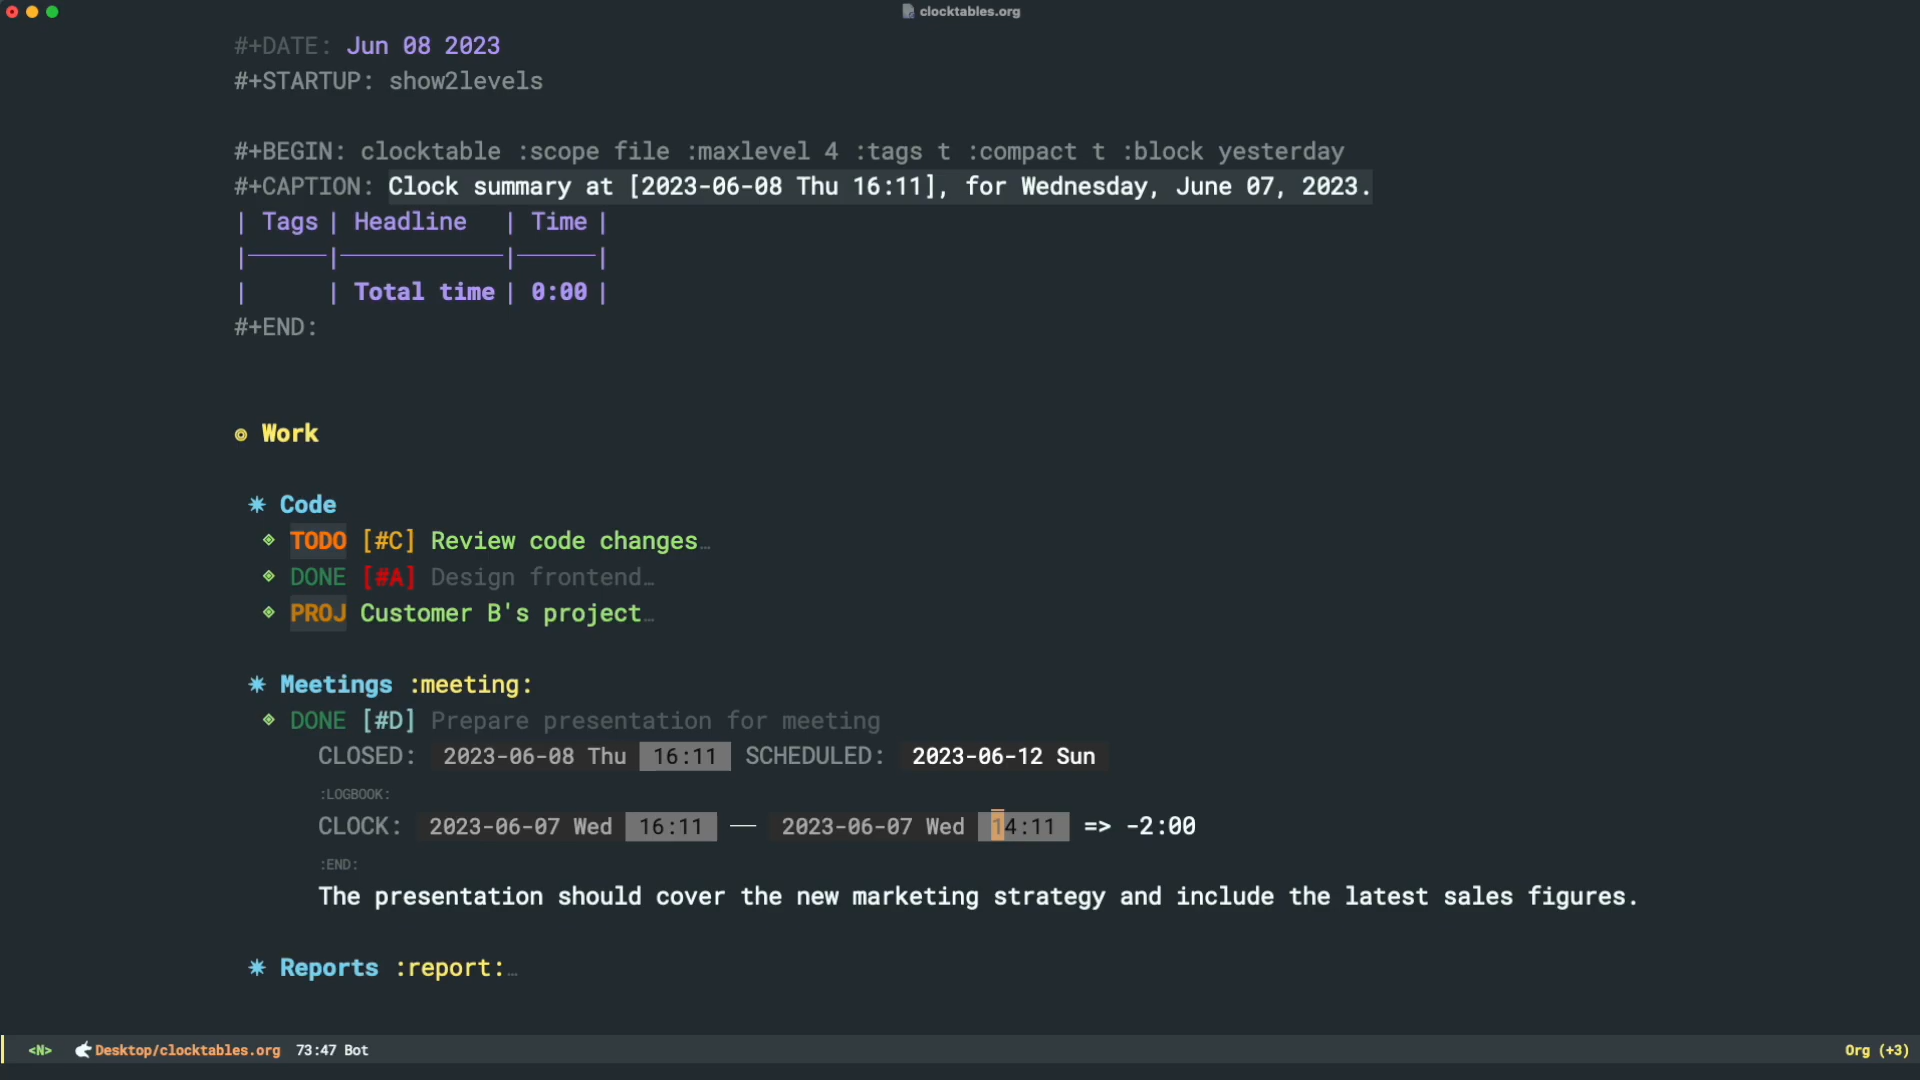 clocktables.org
#+DATE: Jun 08 2023
#+STARTUP: show2levels
#+BEGIN: clocktable :scope file :maxlevel 4 :tags t :compact t :block yesterday
#+CAPTION: Clock summary at [2023-06-08 Thu 16:11], for Wednesday, June 07, 2023.
| Tags | Headline | Time |
| | Total time | 0:00 |
#+END:
Work
Code
TODO [#C] Review code changes…
DONE [#A] Design frontend…
PROJ Customer B's project…
Meetings :meeting:
DONE [#D] Prepare presentation for meeting
CLOSED: 2023-06-08 Thu 16:11 SCHEDULED: 2023-06-12 Sun
:LOGBOOK:
CLOCK: 2023-06-07 Wed 16:11 — 2023-06-07 Wed 14:11 => -2:00
:END:
The presentation should cover the new marketing strategy and include the latest sales figures.
Reports :report:…
<N> Desktop/clocktables.org 73:47 Bot Org (+3)